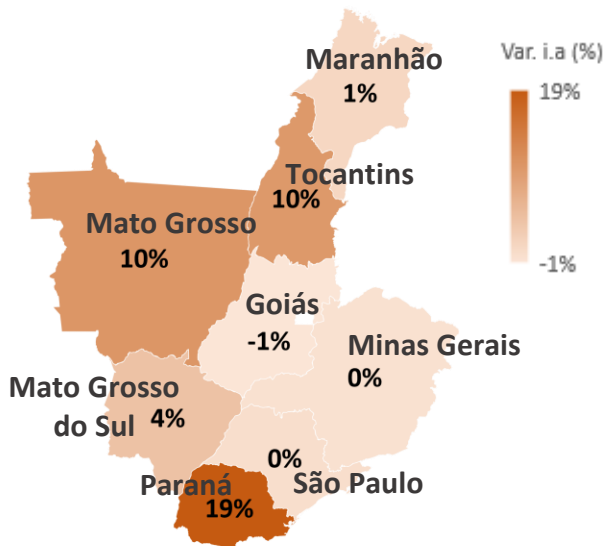 Maranhão
1%
Var. i.a (%)
19%
-1%
Tocantins
10%
Mato Grosso
10%
Goiás
-1%
Minas Gerais
0%
Mato Grosso
do Sul
4%
0%
São Paulo
Paraná
19%